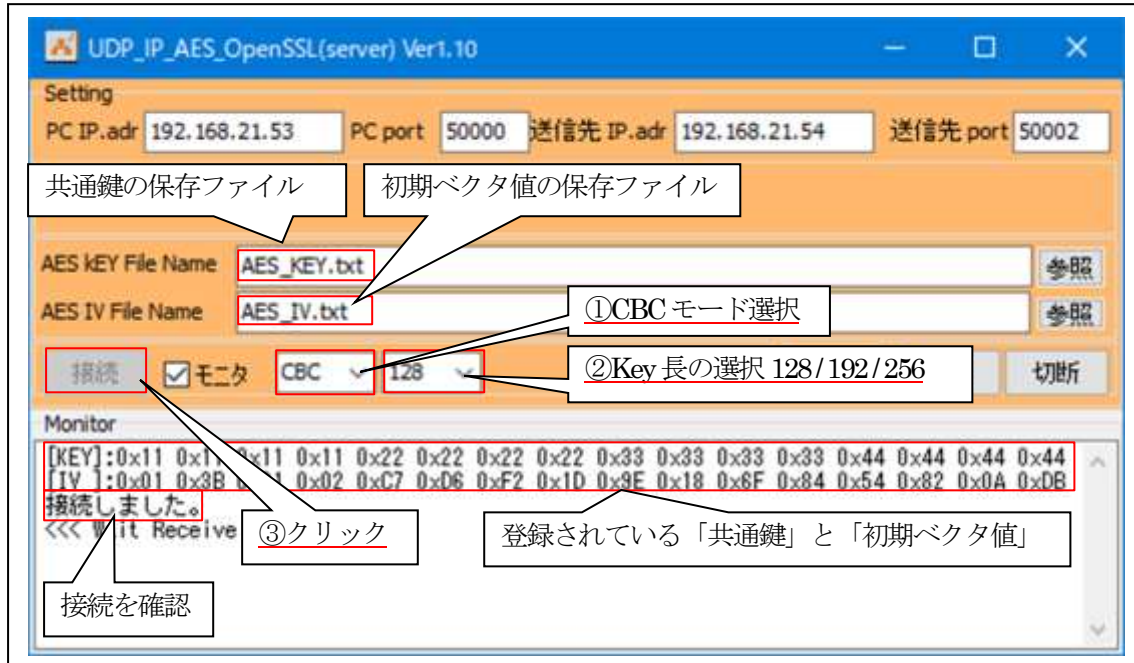 UDP_IP_AES_OpenSSL(server) Ver1.10
Setting
PC IP.adr 192.168.21.53 PC port 50000 送信先 IP.adr 192.168.21.54 送信先 port 50002
共通鍵の保存ファイル 初期ベクタ値の保存ファイル
AES kEY File Name AES_KEY.txt 参照
AES IV File Name AES_IV.txt 参照
①CBC モード選択
接続 モニタ CBC 128 切断
②Key 長の選択 128/192/256
Monitor
[KEY]:0x11 0x11 0x11 0x11 0x22 0x22 0x22 0x22 0x33 0x33 0x33 0x33 0x44 0x44 0x44 0x44
[IV ]:0x01 0x3B 0x02 0xC7 0xD6 0xF2 0x1D 0x9E 0x18 0x6F 0x84 0x54 0x82 0x0A 0xDB
接続しました。
<<< Wait Receive
③クリック
登録されている「共通鍵」と「初期ベクタ値」
接続を確認